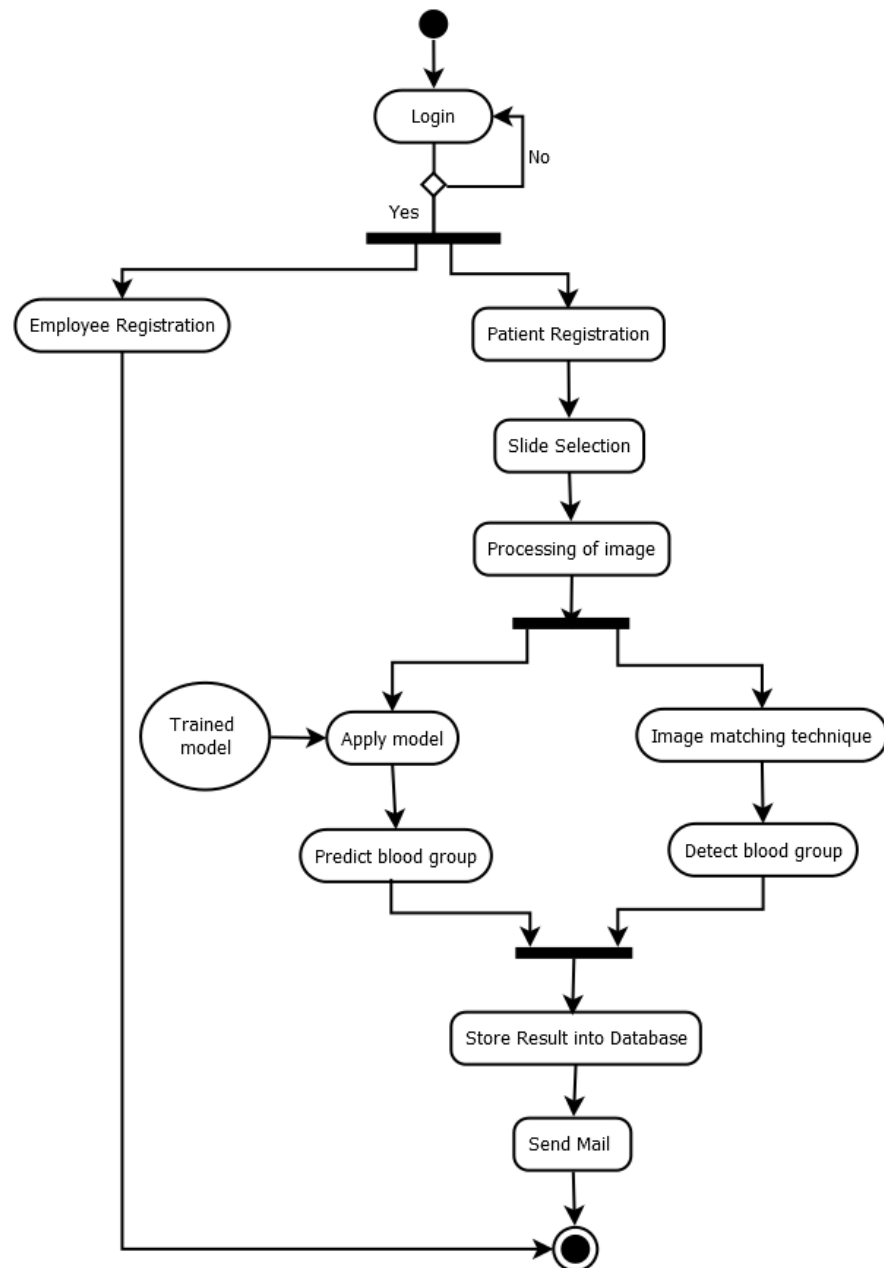 Login
No
Yes
Employee Registration
Patient Registration
Slide Selection
Processing of image
Trained
model
Apply model
Image matching technique
Predict blood group
Detect blood group
Store Result into Database
Send Mail